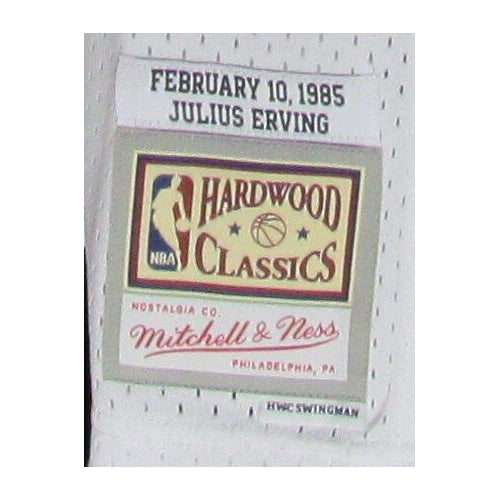 FEBRUARY 10, 1985
JULIUS ERVING
HARDWOOD
NBA
CLASSICS
NOSTALGIA CO.
Mitchell & Ness
PHILADELPHIA, PA.
HWC SWINGMAN